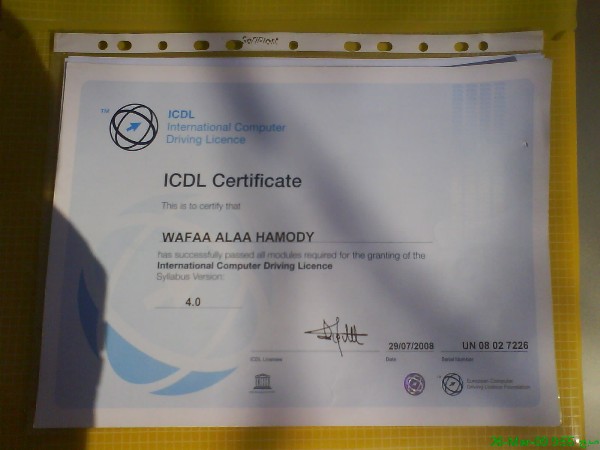 ™ ICDL
International Computer
Driving Licence
ICDL Certificate
This is to certify that
WAFAA ALAA HAMODY
has successfully passed all modules required for the granting of the
International Computer Driving Licence
Syllabus Version:
4.0
29/07/2008 UN 08 02 7226
ICDL Licensee Date Serial Number
European Computer
Driving Licence Foundation